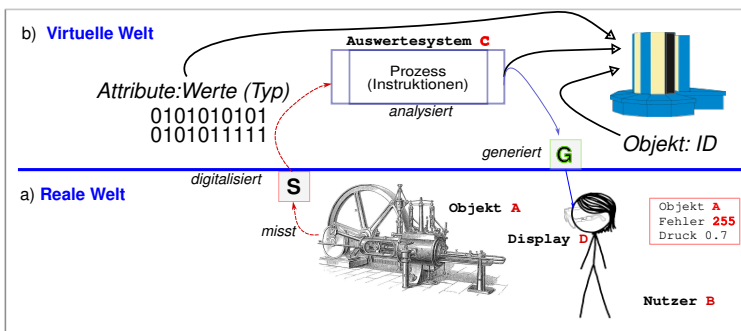 b) Virtuelle Welt
Auswertesystem C
Prozess
(Instruktionen)
analysiert
Attribute:Werte (Typ)
0101010101
0101011111
Objekt: ID
generiert
G
digitalisiert
S
a) Reale Welt
misst
Objekt A
Display D
Objekt A
Fehler 255
Druck 0.7
Nutzer B